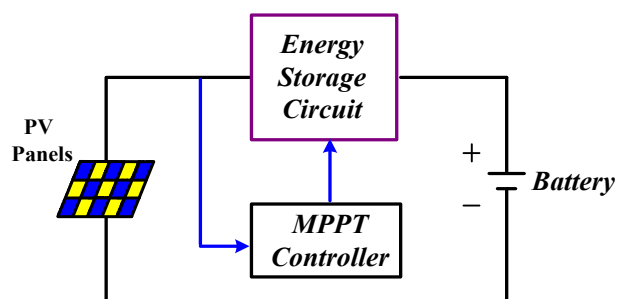 Energy
Storage
Circuit
PV
Panels
+
Battery
−
MPPT
Controller